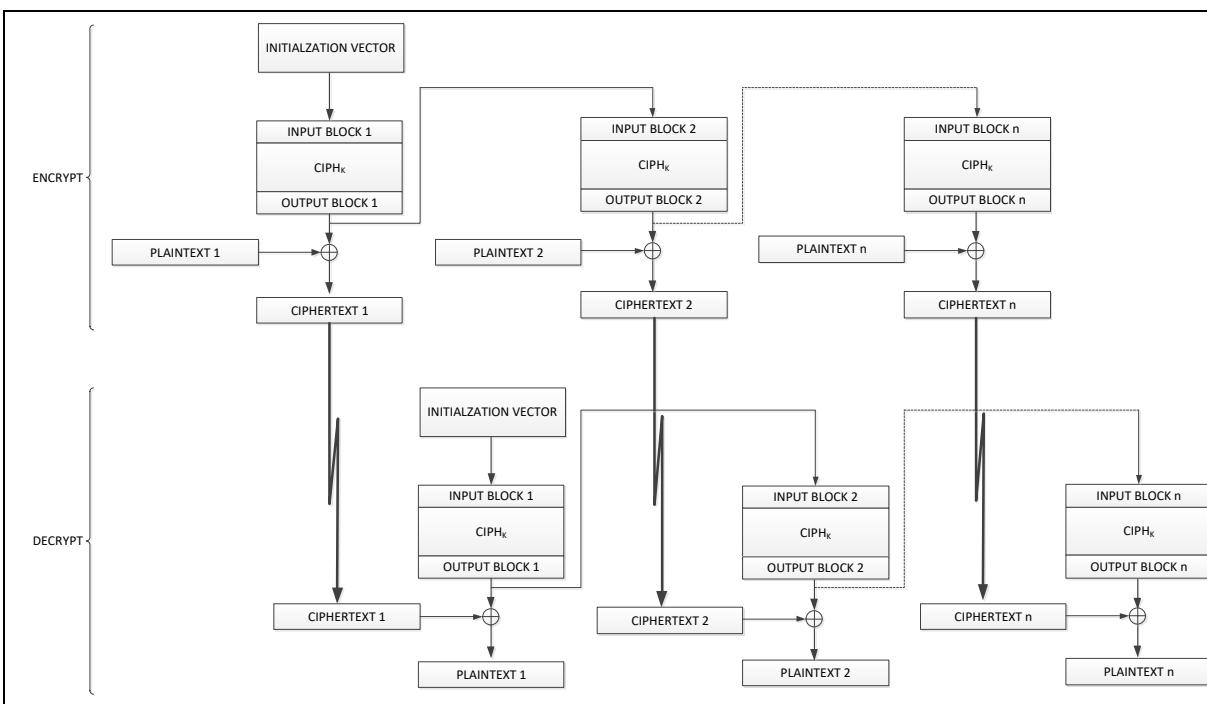 INITIALZATION VECTOR
INPUT BLOCK 1
INPUT BLOCK 2
INPUT BLOCK n
CIPHK
CIPHK
CIPHK
ENCRYPT
OUTPUT BLOCK 1
OUTPUT BLOCK 2
OUTPUT BLOCK n
PLAINTEXT 1
PLAINTEXT 2
PLAINTEXT n
CIPHERTEXT 1
CIPHERTEXT 2
CIPHERTEXT n
INITIALZATION VECTOR
INPUT BLOCK 1
INPUT BLOCK 2
INPUT BLOCK n
CIPHK
CIPHK
CIPHK
DECRYPT
OUTPUT BLOCK 1
OUTPUT BLOCK 2
OUTPUT BLOCK n
CIPHERTEXT 1
CIPHERTEXT 2
CIPHERTEXT n
PLAINTEXT 1
PLAINTEXT 2
PLAINTEXT n